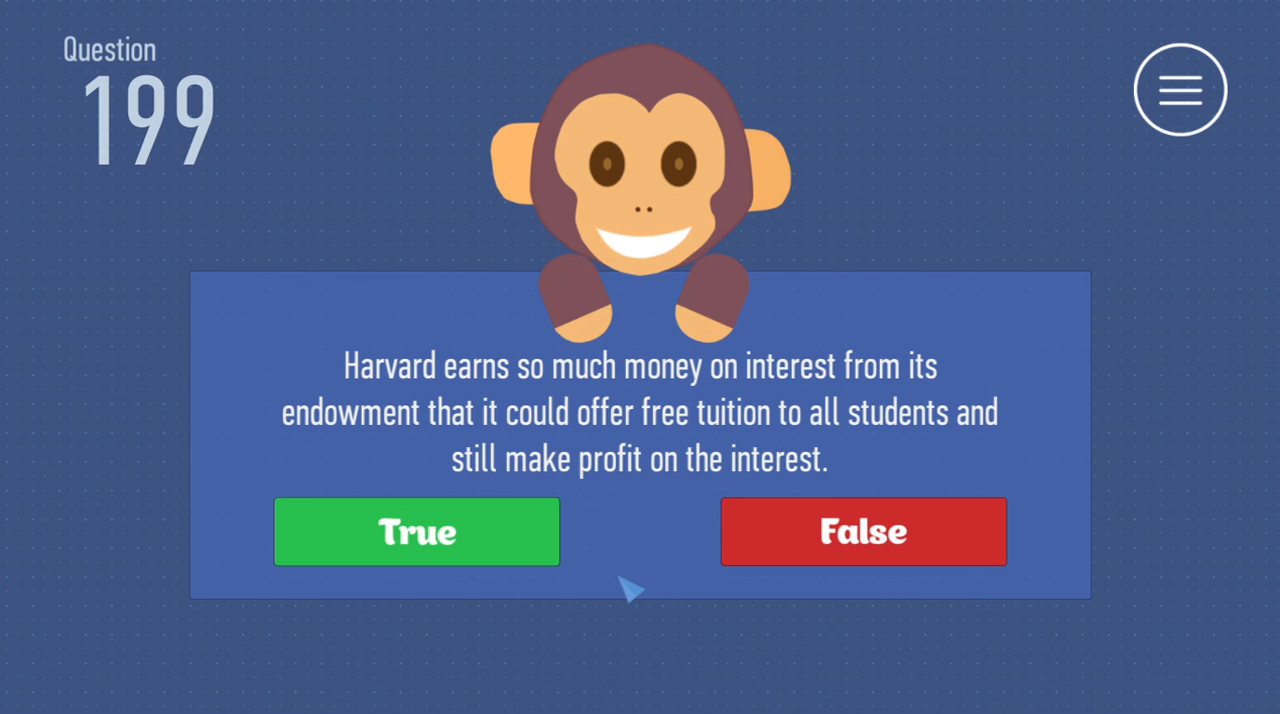 Question
199
Harvard earns so much money on interest from its
endowment that it could offer free tuition to all students and
still make profit on the interest.
True
False